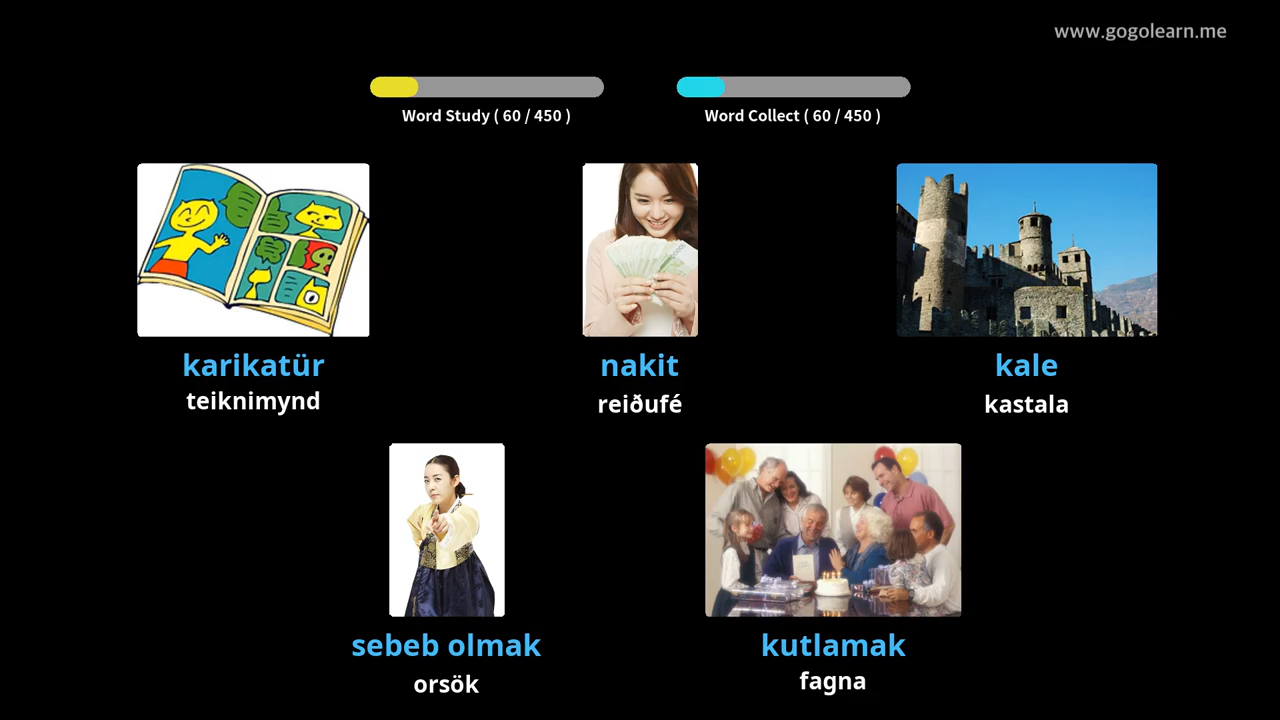 www.gogolearn.me
Word Study ( 60 / 450 )
Word Collect ( 60 / 450 )
karikatür
teiknimynd
nakit
reiðufé
kale
kastala
sebeb olmak
orsök
kutlamak
fagna